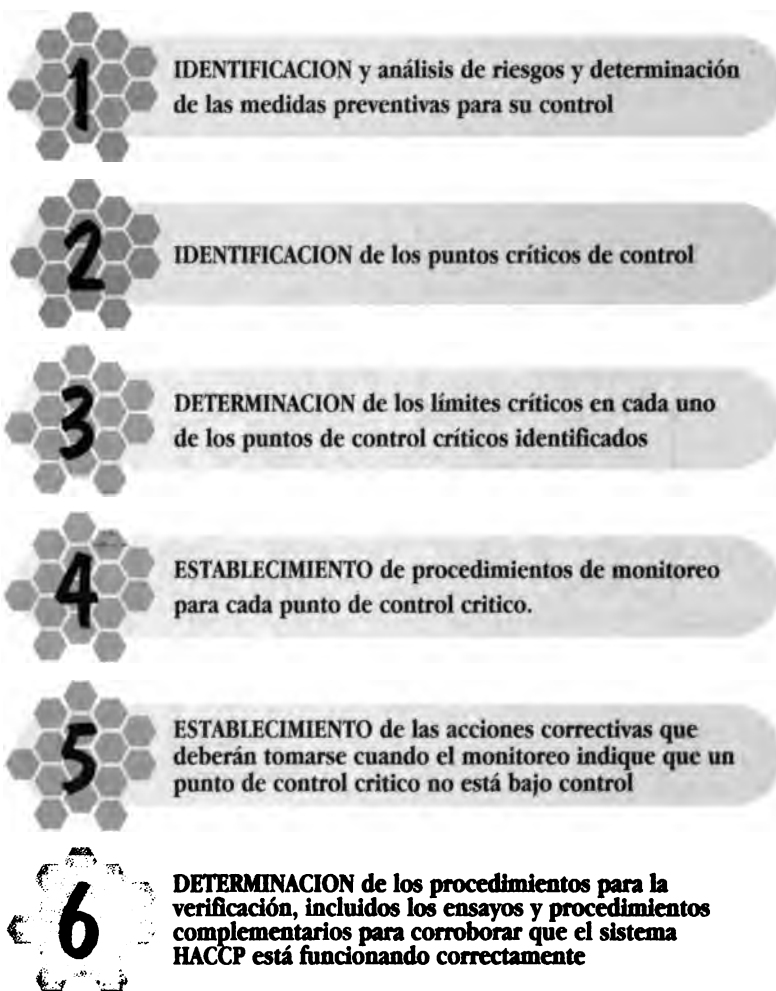 1
IDENTIFICACION y análisis de riesgos y determinación
de las medidas preventivas para su control
2
IDENTIFICACION de los puntos críticos de control
3
DETERMINACION de los límites críticos en cada uno
de los puntos de control críticos identificados
4
ESTABLECIMIENTO de procedimientos de monitoreo
para cada punto de control critico.
5
ESTABLECIMIENTO de las acciones correctivas que
deberán tomarse cuando el monitoreo indique que un
punto de control critico no está bajo control
6
DETERMINACION de los procedimientos para la
verificación, incluidos los ensayos y procedimientos
complementarios para corroborar que el sistema
HACCP está funcionando correctamente